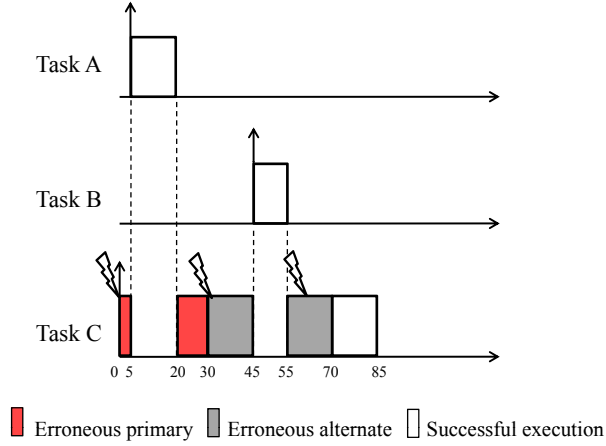 Task A
Task B
Task C
0 5 20 30 45 55 70 85
Erroneous primary Erroneous alternate Successful execution